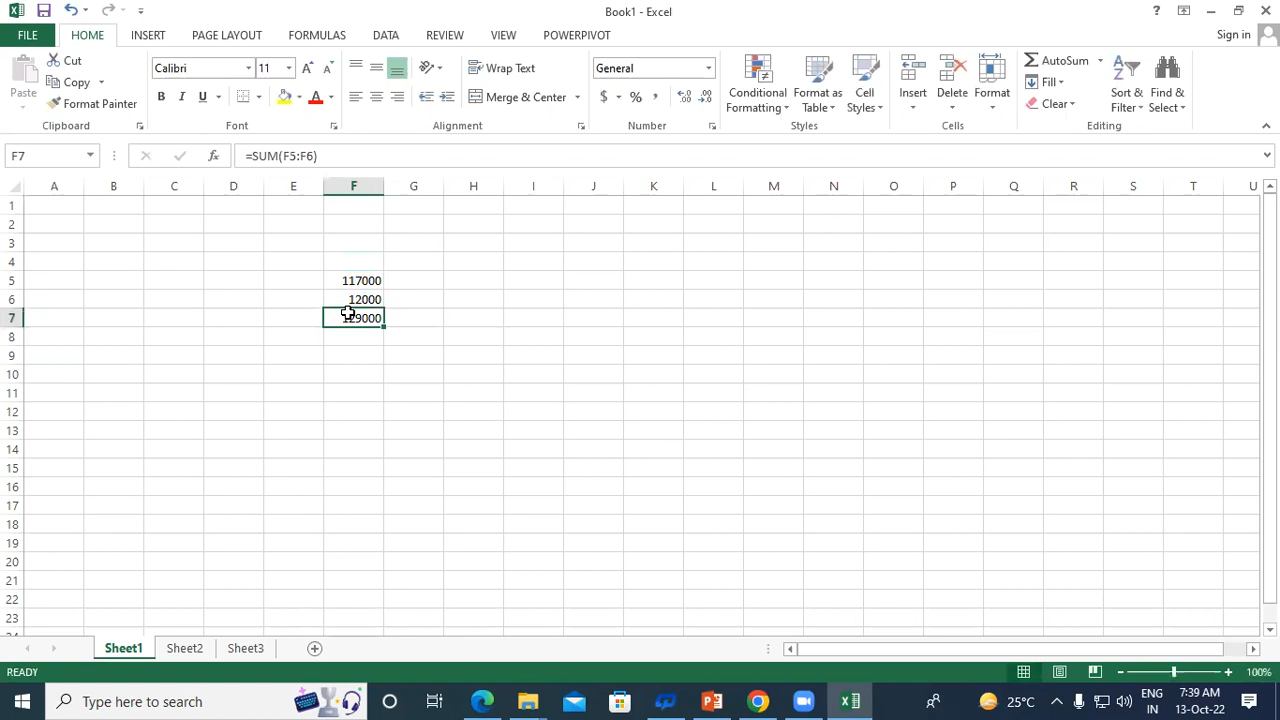 Book1 - Excel
?
FILE HOME INSERT PAGE LAYOUT FORMULAS DATA REVIEW VIEW POWERPIVOT Sign in
Paste
Cut
Copy
Format Painter
Clipboard
Calibri 11
B I U
Font
Wrap Text
Merge & Center
Alignment
General
$ % ,
Number
Conditional Formatting
Format as Table
Cell Styles
Styles
Insert Delete Format
Cells
AutoSum
Fill
Clear
Sort & Filter
Find & Select
Editing
F7 fx =SUM(F5:F6)
A B C D E F G H I J K L M N O P Q R S T U
1
2
3
4
5 117000
6 12000
7 129000
8
9
10
11
12
13
14
15
16
17
18
19
20
21
22
23
Sheet1 Sheet2 Sheet3
READY 100%
Type here to search
25°C
ENG IN
7:39 AM
13-Oct-22